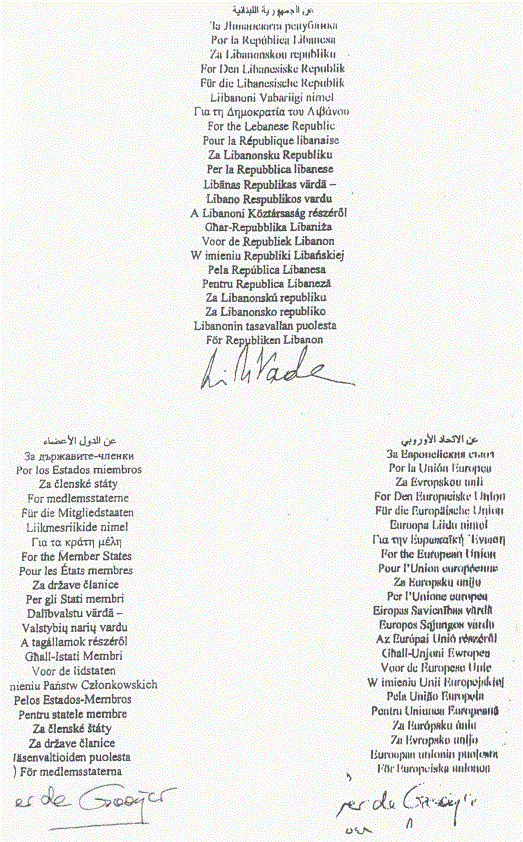 عن الجمهورية اللبنانية
За Ливанската република
Por la República Libanesa
Za Libanonskou republiku
For Den Libanesiske Republik
Für die Libanesische Republik
Liibanoni Vabariigi nimel
Για τη Δημοκρατία του Λιβάνου
For the Lebanese Republic
Pour la République libanaise
Za Libanonsku Republiku
Per la Repubblica libanese
Libānas Republikas vārdā –
Libano Respublikos vardu
A Libanoni Köztársaság részéről
Għar-Repubblika Libaniża
Voor de Republiek Libanon
W imieniu Republiki Libańskiej
Pela República Libanesa
Pentru Republica Libaneză
Za Libanonskú republiku
Za Libanonsko republiko
Libanonin tasavallan puolesta
För Republiken Libanon
عن الدول الأعضاء
За държавите-членки
Por los Estados miembros
Za členské státy
For medlemsstaterne
Für die Mitgliedstaaten
Liikmesriikide nimel
Για τα κράτη μέλη
For the Member States
Pour les États membres
Za države članice
Per gli Stati membri
Dalībvalstu vārdā –
Valstybių narių vardu
A tagállamok részéről
Għall-Istati Membri
Voor de lidstaten
nieniu Państw Członkowskich
Pelos Estados-Membros
Pentru statele membre
Za členské štáty
Za države članice
läsenvaltioiden puolesta
) För medlemsstaterna
er de Gooijer
عن الاتحاد الأوروبي
За Европейския съюз
Por la Unión Europea
Za Evropskou unii
For Den Europæiske Union
Für die Europäische Union
Euroopa Liidu nimel
Για την Ευρωπαϊκή Ένωση
For the European Union
Pour l'Union européenne
Za Europsku uniju
Per l'Unione europea
Eiropas Savienības vārdā
Europos Sąjungos vardu
Az Európai Unió részéről
Għall-Unjoni Ewropea
Voor de Europese Unie
W imieniu Unii Europejskiej
Pela União Europeia
Pentru Uniunea Europeană
Za Európsku úniu
Za Evropsko unijo
Euroopan unionin puolesta
För Europeiska unionen
per de Gooijer